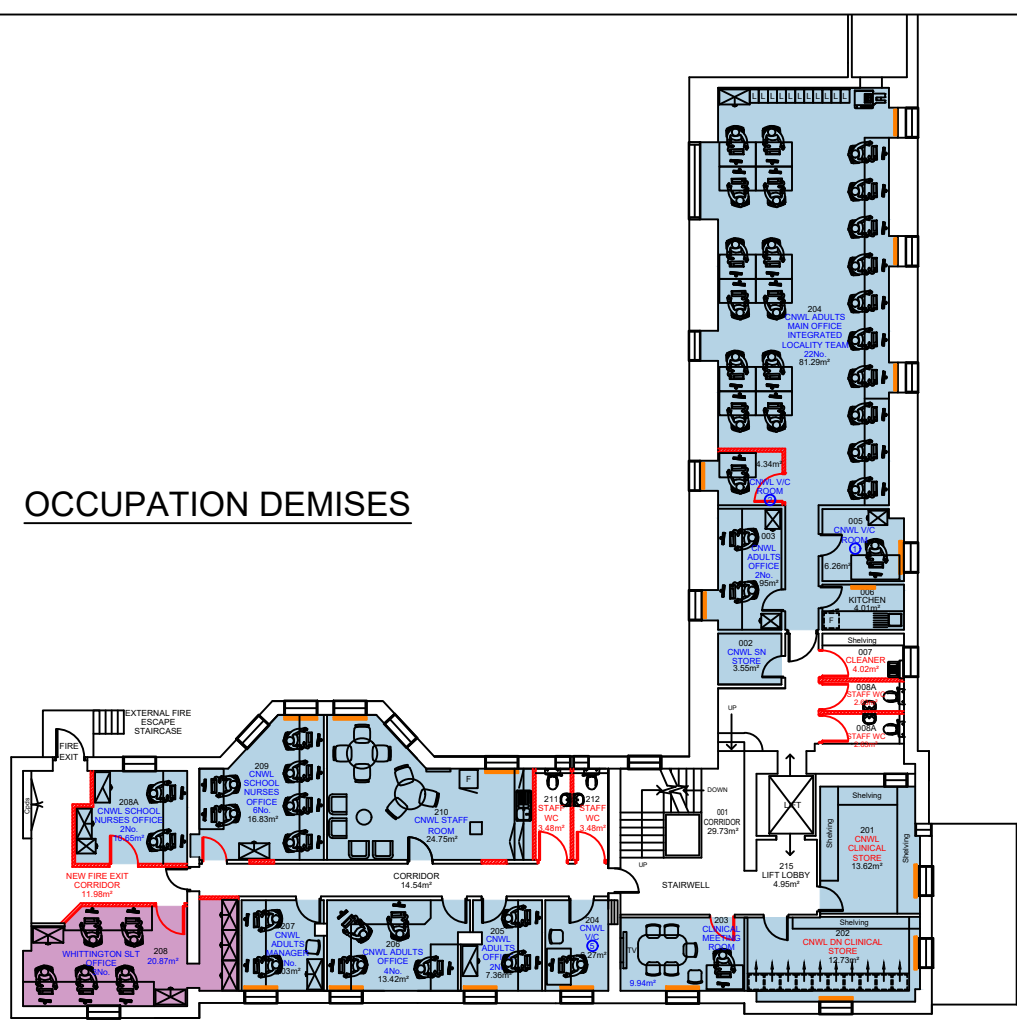 L L L L L L L L L L
204
CNWL ADULTS
MAIN OFFICE
INTEGRATED
LOCALITY TEAM
22No.
81.29m²
4.34m²
CNWL V/C
ROOM
OCCUPATION DEMISES
003
CNWL
ADULTS
OFFICE
2No.
005
CNWL V/C
ROOM
1
6.26m²
006
KITCHEN
4.01m²
F
002
CNWL SN
STORE
3.55m²
Shelving
007
CLEANER
4.02m²
008A
STAFF WC
008A
STAFF WC
UP
EXTERNAL FIRE
ESCAPE
STAIRCASE
FIRE
EXIT
208A
CNWL SCHOOL
NURSES OFFICE
2No.
10.65m²
209
CNWL
SCHOOL
NURSES
OFFICE
6No.
16.83m²
F
210
CNWL STAFF
ROOM
24.75m²
211
STAFF
WC
3.48m²
212
STAFF
WC
3.48m²
DOWN
001
CORRIDOR
29.73m²
UP
LIFT
Shelving
Shelving
Shelving
201
CNWL
CLINICAL
STORE
13.62m²
NEW FIRE EXIT
CORRIDOR
11.98m²
CORRIDOR
14.54m²
STAIRWELL
215
LIFT LOBBY
4.95m²
WHITTINGTON SLT
OFFICE
208
20.87m²
207
CNWL
ADULTS
MANAGER
206
CNWL ADULTS
OFFICE
4No.
13.42m²
205
CNWL
ADULTS
7.36m²
204
CNWL
V/C
5
TV
203
CLINICAL
MEETING
ROOM
9.94m²
Shelving
202
CNWL DN CLINICAL
STORE
12.73m²